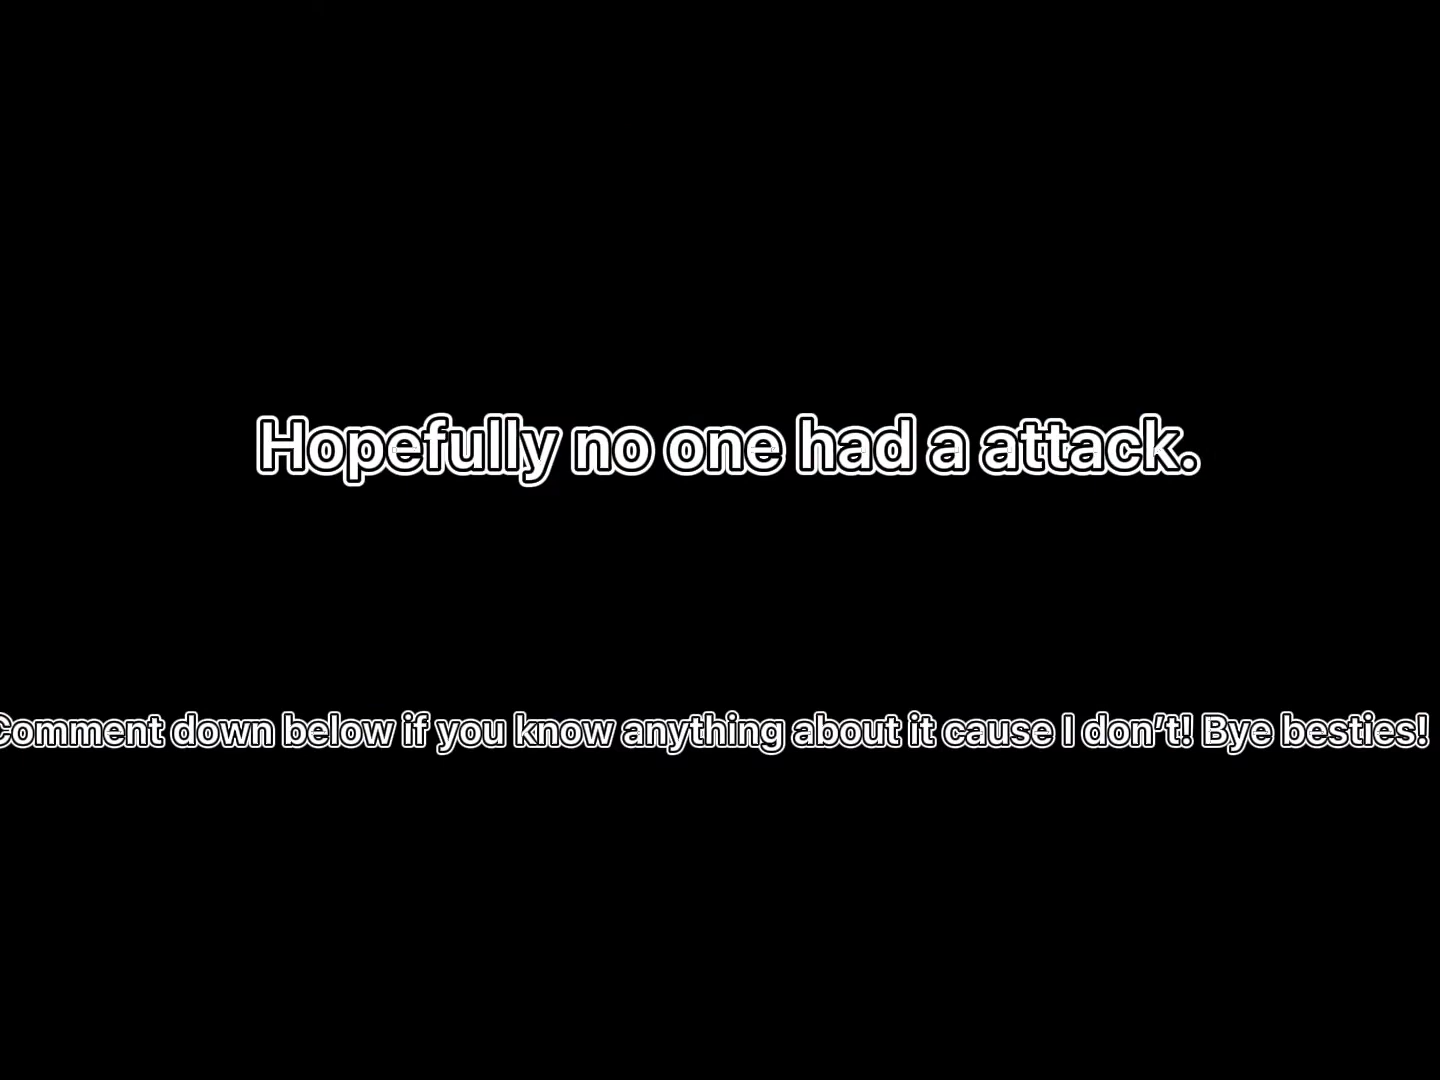 Hopefully no one had a attack.
Comment down below if you know anything about it cause I don’t! Bye besties!